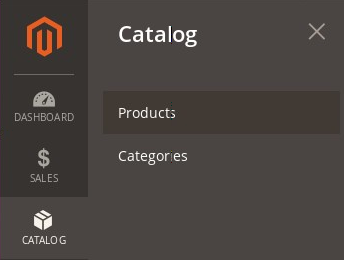 Catalog
DASHBOARD
Products
Categories
$
SALES
CATALOG